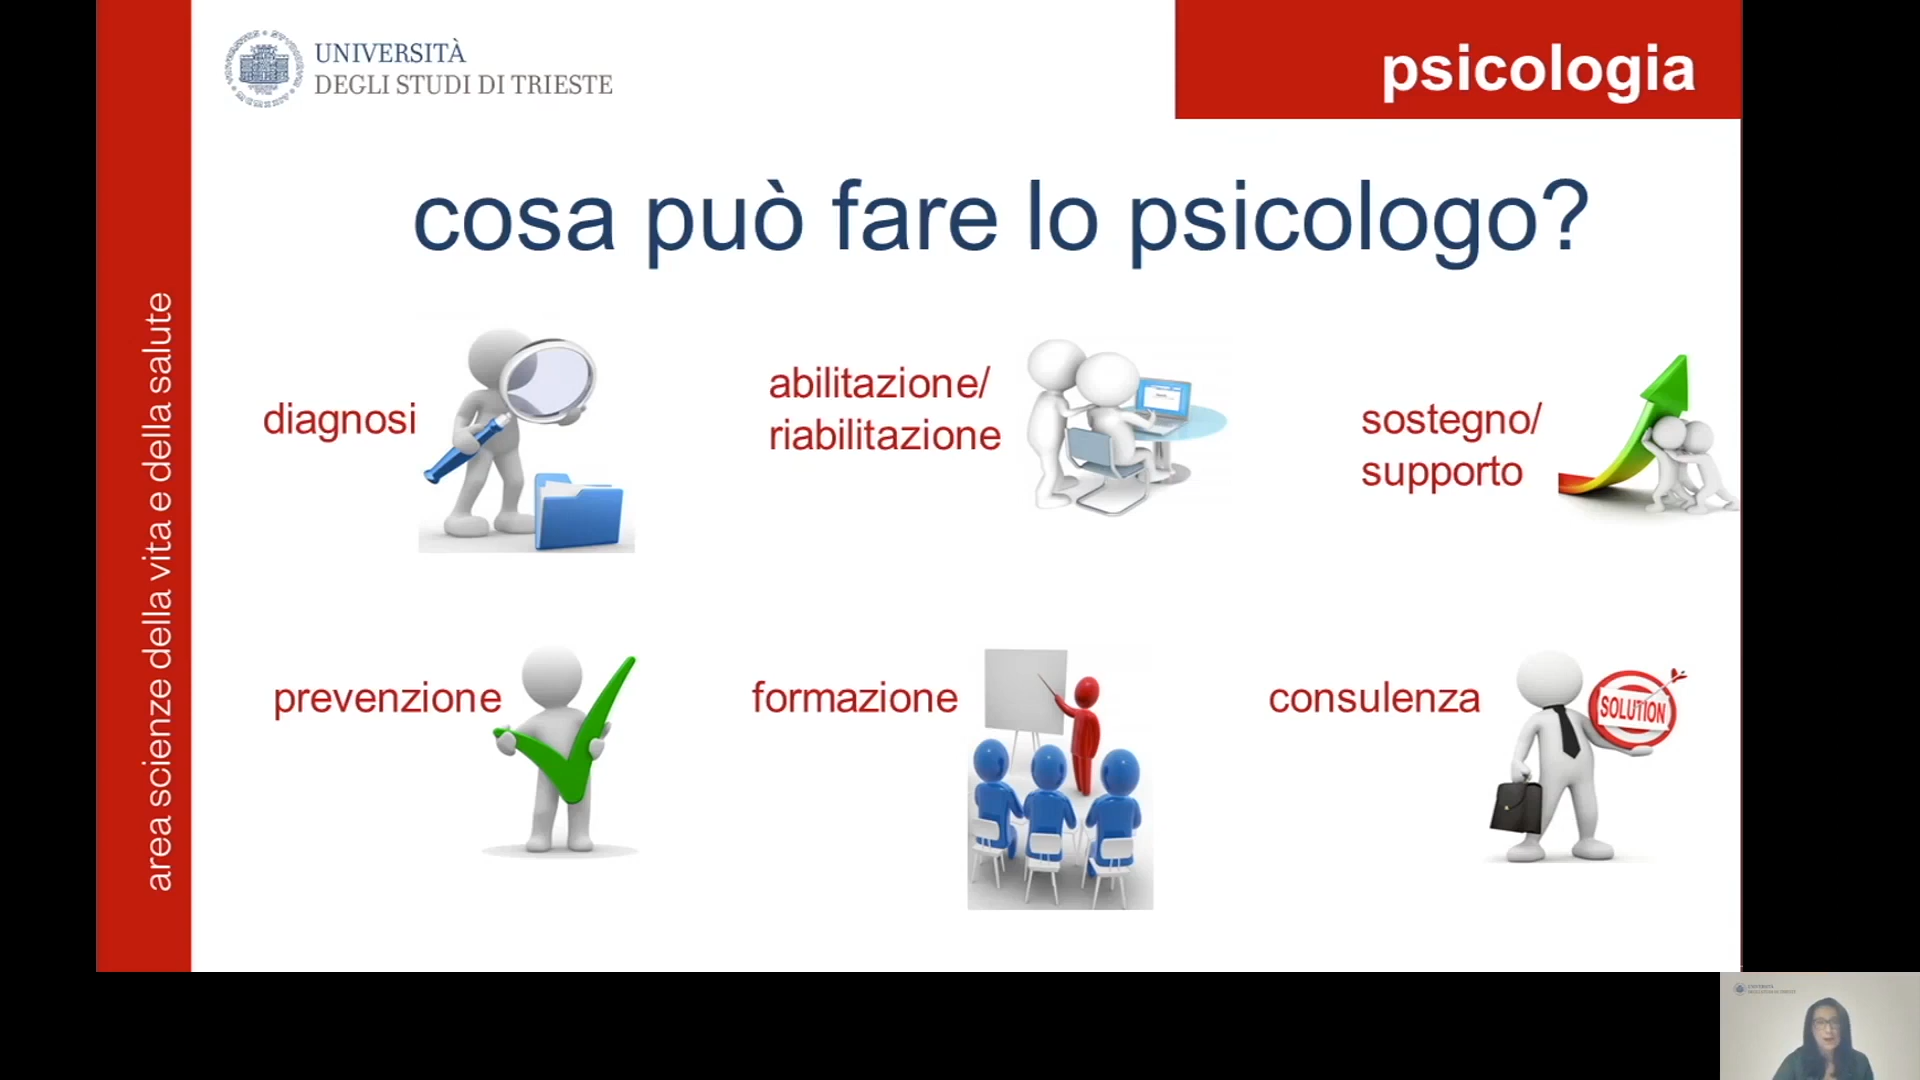 UNIVERSITÀ
DEGLI STUDI DI TRIESTE
psicologia
cosa può fare lo psicologo?
area scienze della vita e della salute
diagnosi
abilitazione/
riabilitazione
sostegno/
supporto
prevenzione
formazione
consulenza
SOLUTION